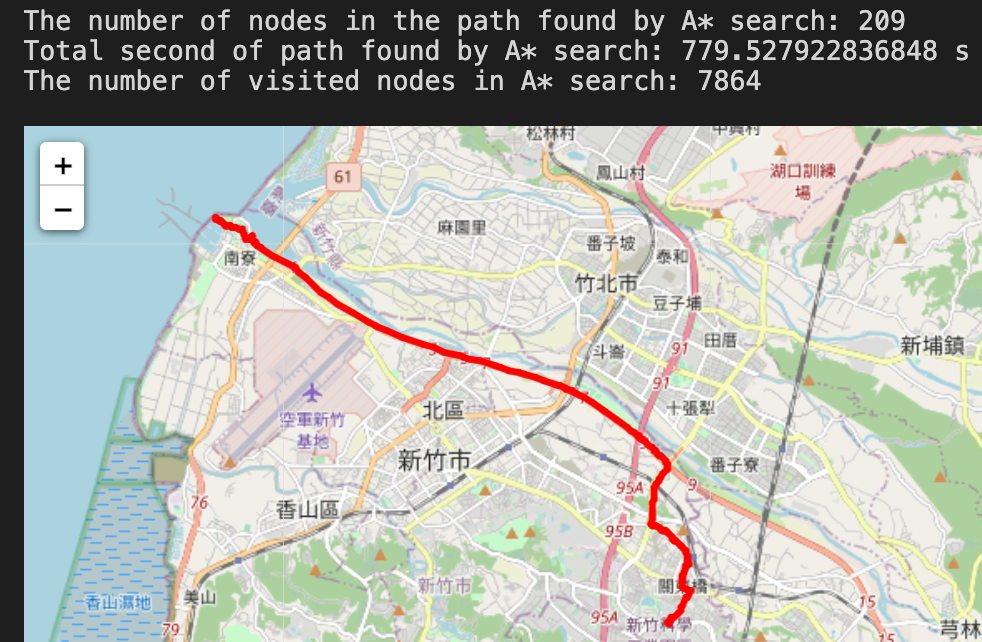 The number of nodes in the path found by A* search: 209
Total second of path found by A* search: 779.527922836848 s
The number of visited nodes in A* search: 7864
松林村
中興村
+
61
鳳山村
湖口訓練
場
−
麻園里
新竹縣
南寮
番子坡
泰和
竹北市
豆子埔
田厝
91
斗崙
新埔鎮
91
北區
十張犁
空軍新竹
基地
新竹市
番子寮
95A
9
76
香山區
95B
新竹市
關東橋
香山濕地
美山
15
95A
新竹科學
79
15
芎林